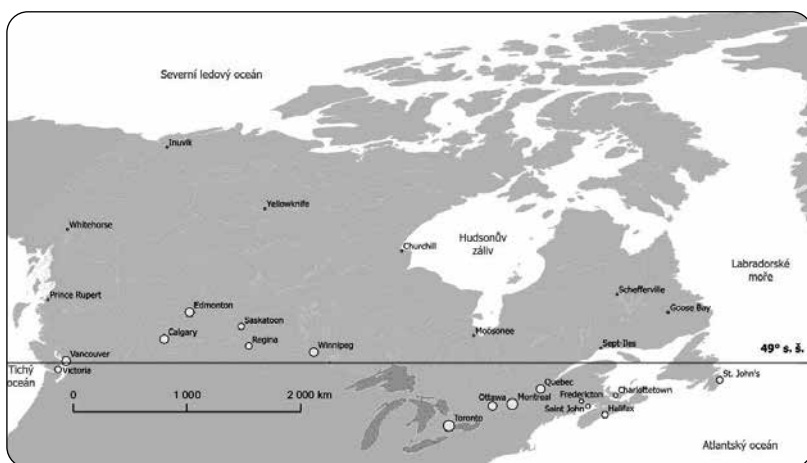 Severní ledový oceán
Inuvik
Yellowknife
Whitehorse
Churchill
Hudsonův
záliv
Labradorské
moře
Prince Rupert
Schefferville
Goose Bay
Edmonton
Saskatoon
Calgary
Regina
Winnipeg
Moosonee
Sept-Iles
49° s. š.
Vancouver
Victoria
Tichý
oceán
St. John's
Quebec
Charlottetown
Fredericton
Ottawa
Montreal
Saint John
Halifax
Toronto
0
1 000
2 000 km
Atlantský oceán